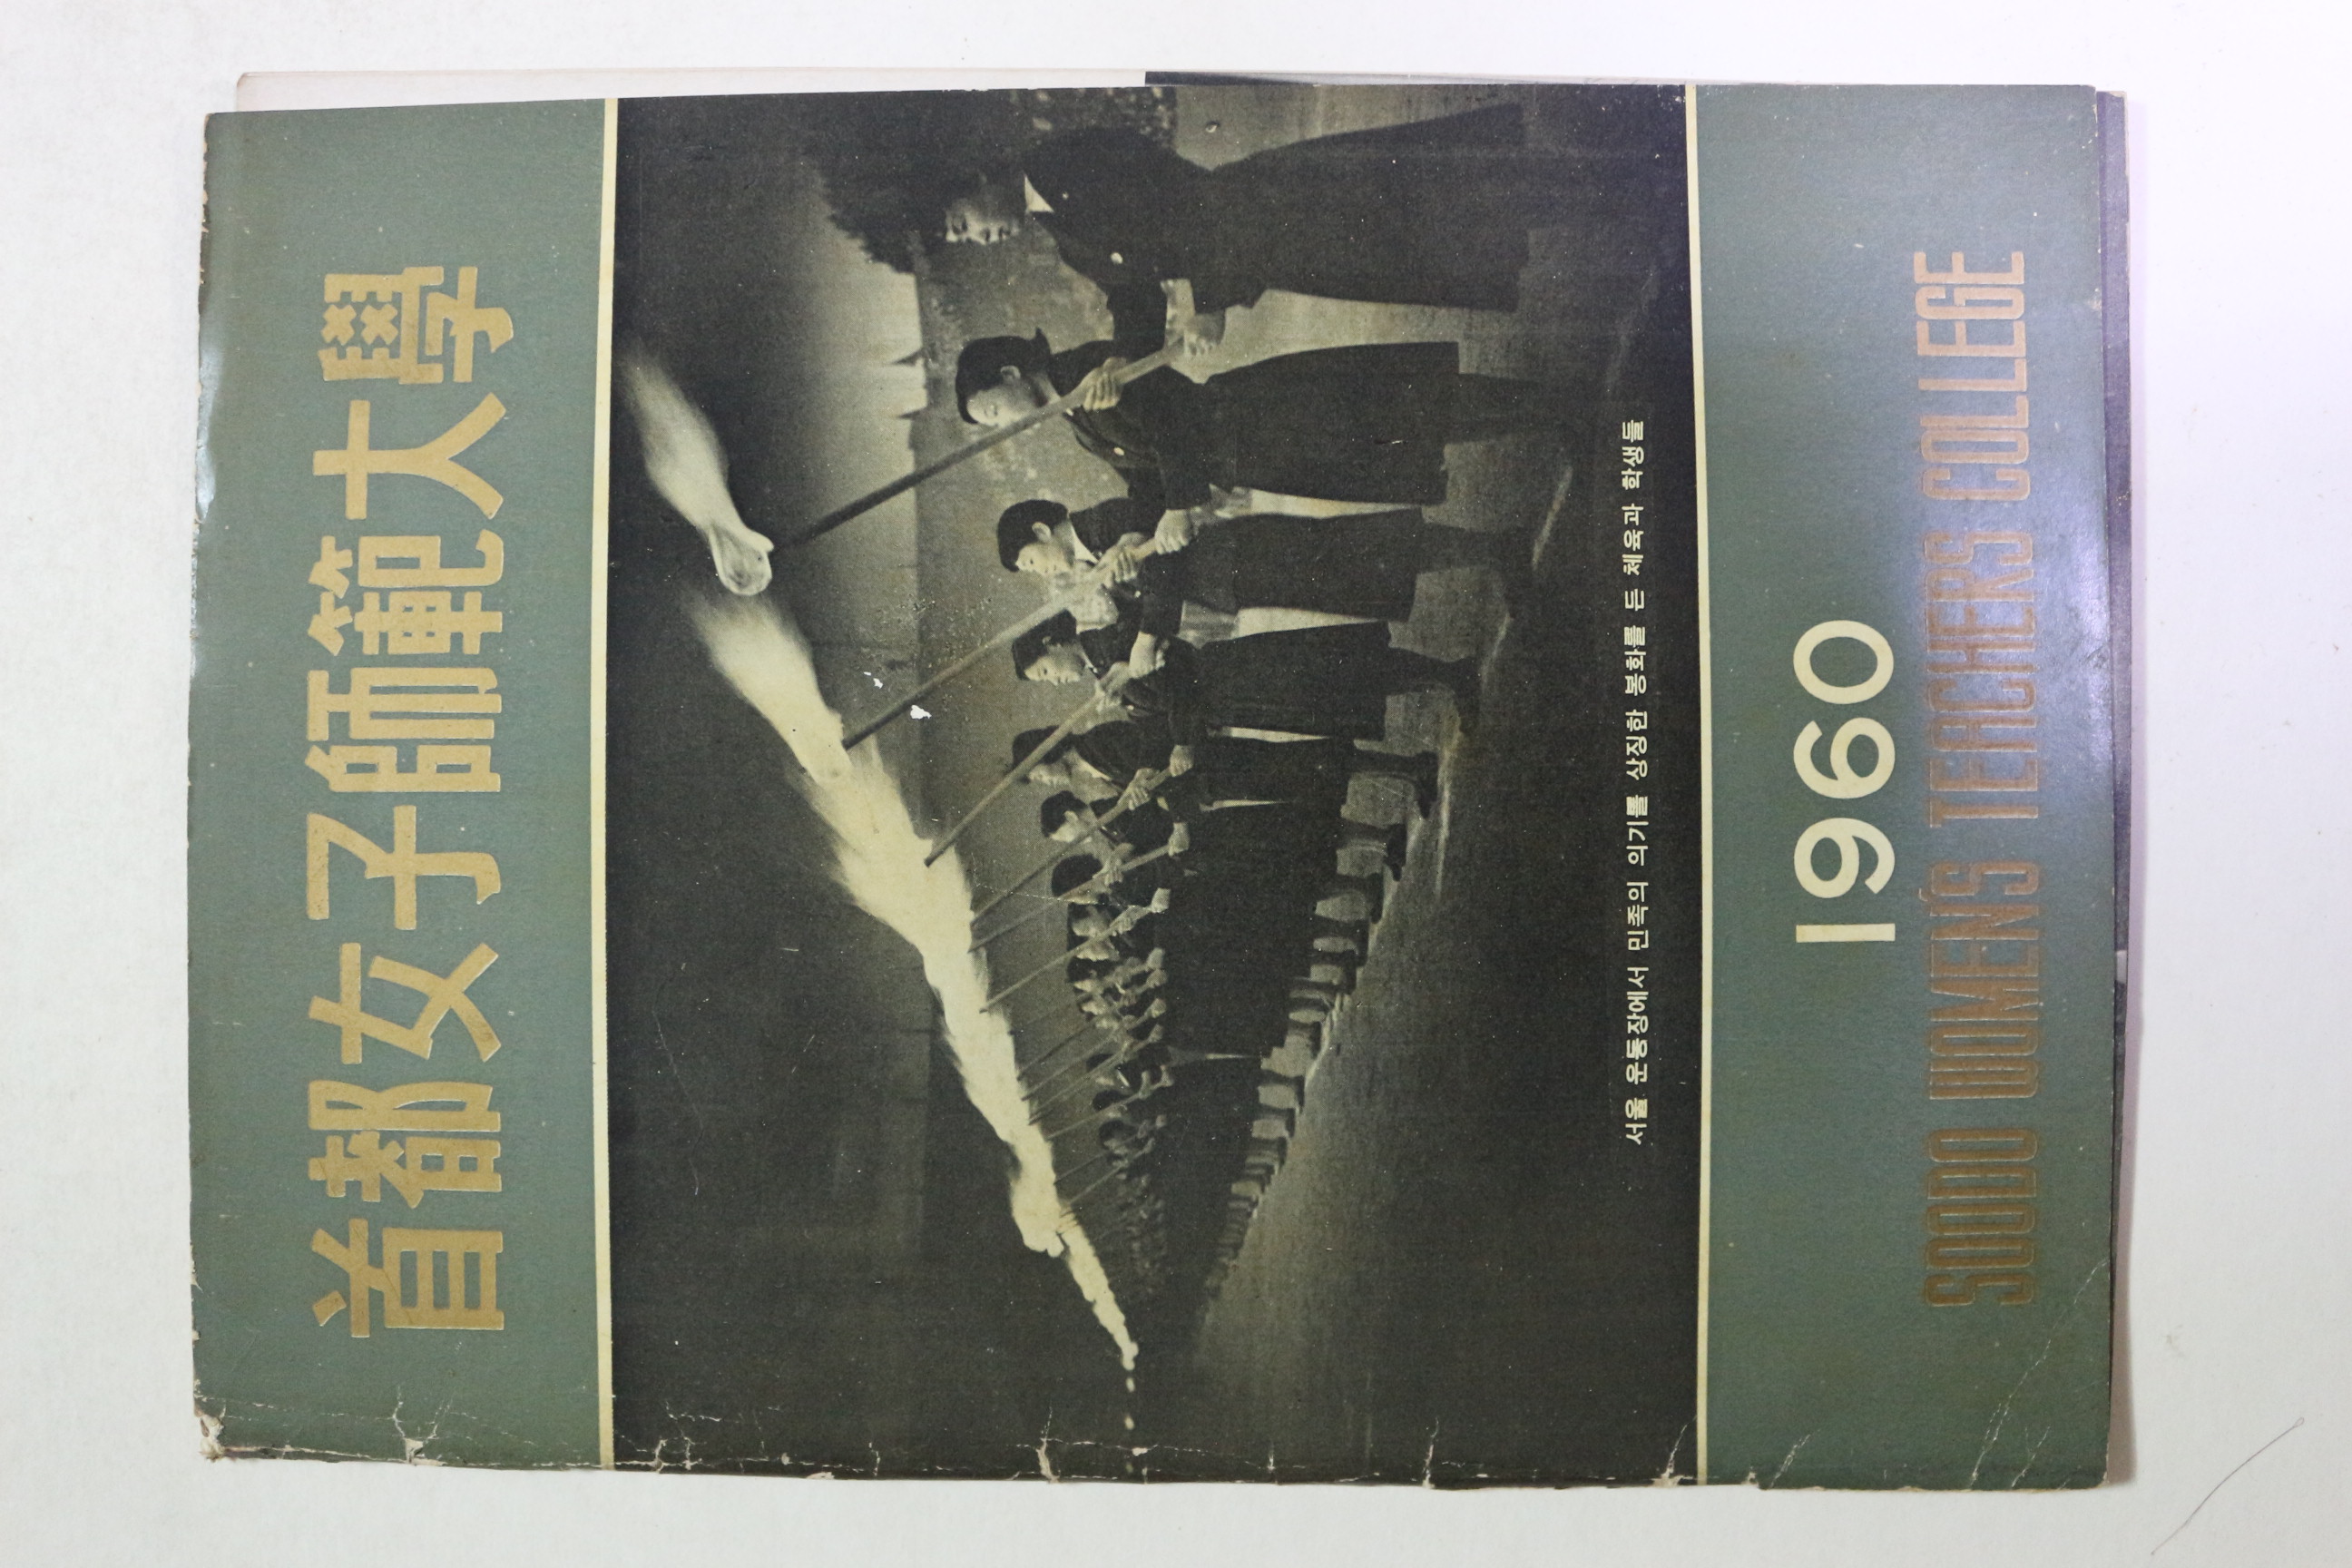 首都女子師範大學
서울 운동장에서 민족의 의기를 상징한 봉화를 든 체육과 학생들
1960
SOODO WOMEN'S TEACHERS COLLEGE